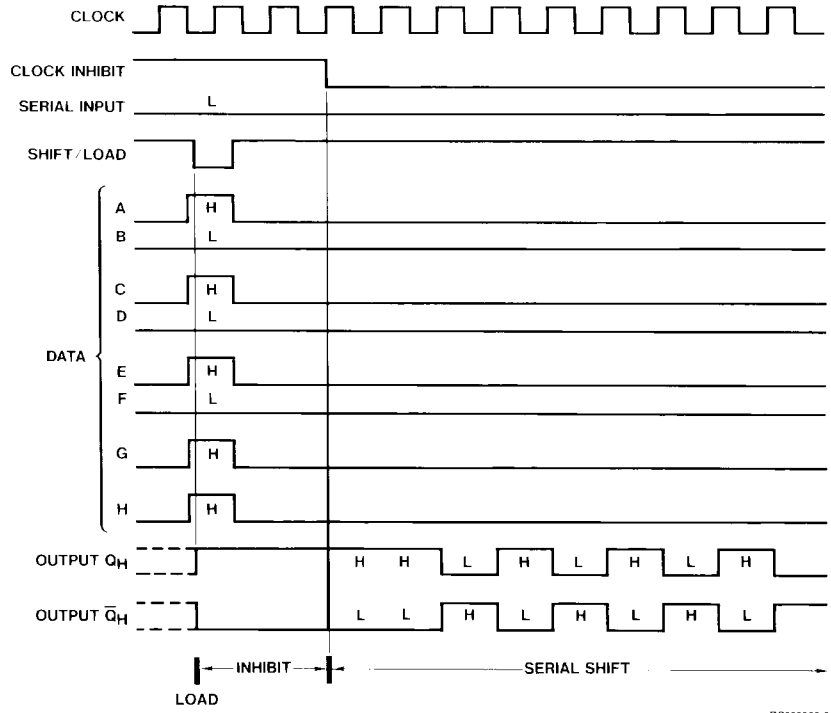 CLOCK
CLOCK INHIBIT
SERIAL INPUT L
SHIFT/LOAD
DATA
A H
B L
C H
D L
E H
F L
G H
H H
OUTPUT QH H H L H L H L H
OUTPUT Q̅H L L H L H L H L
INHIBIT SERIAL SHIFT
LOAD